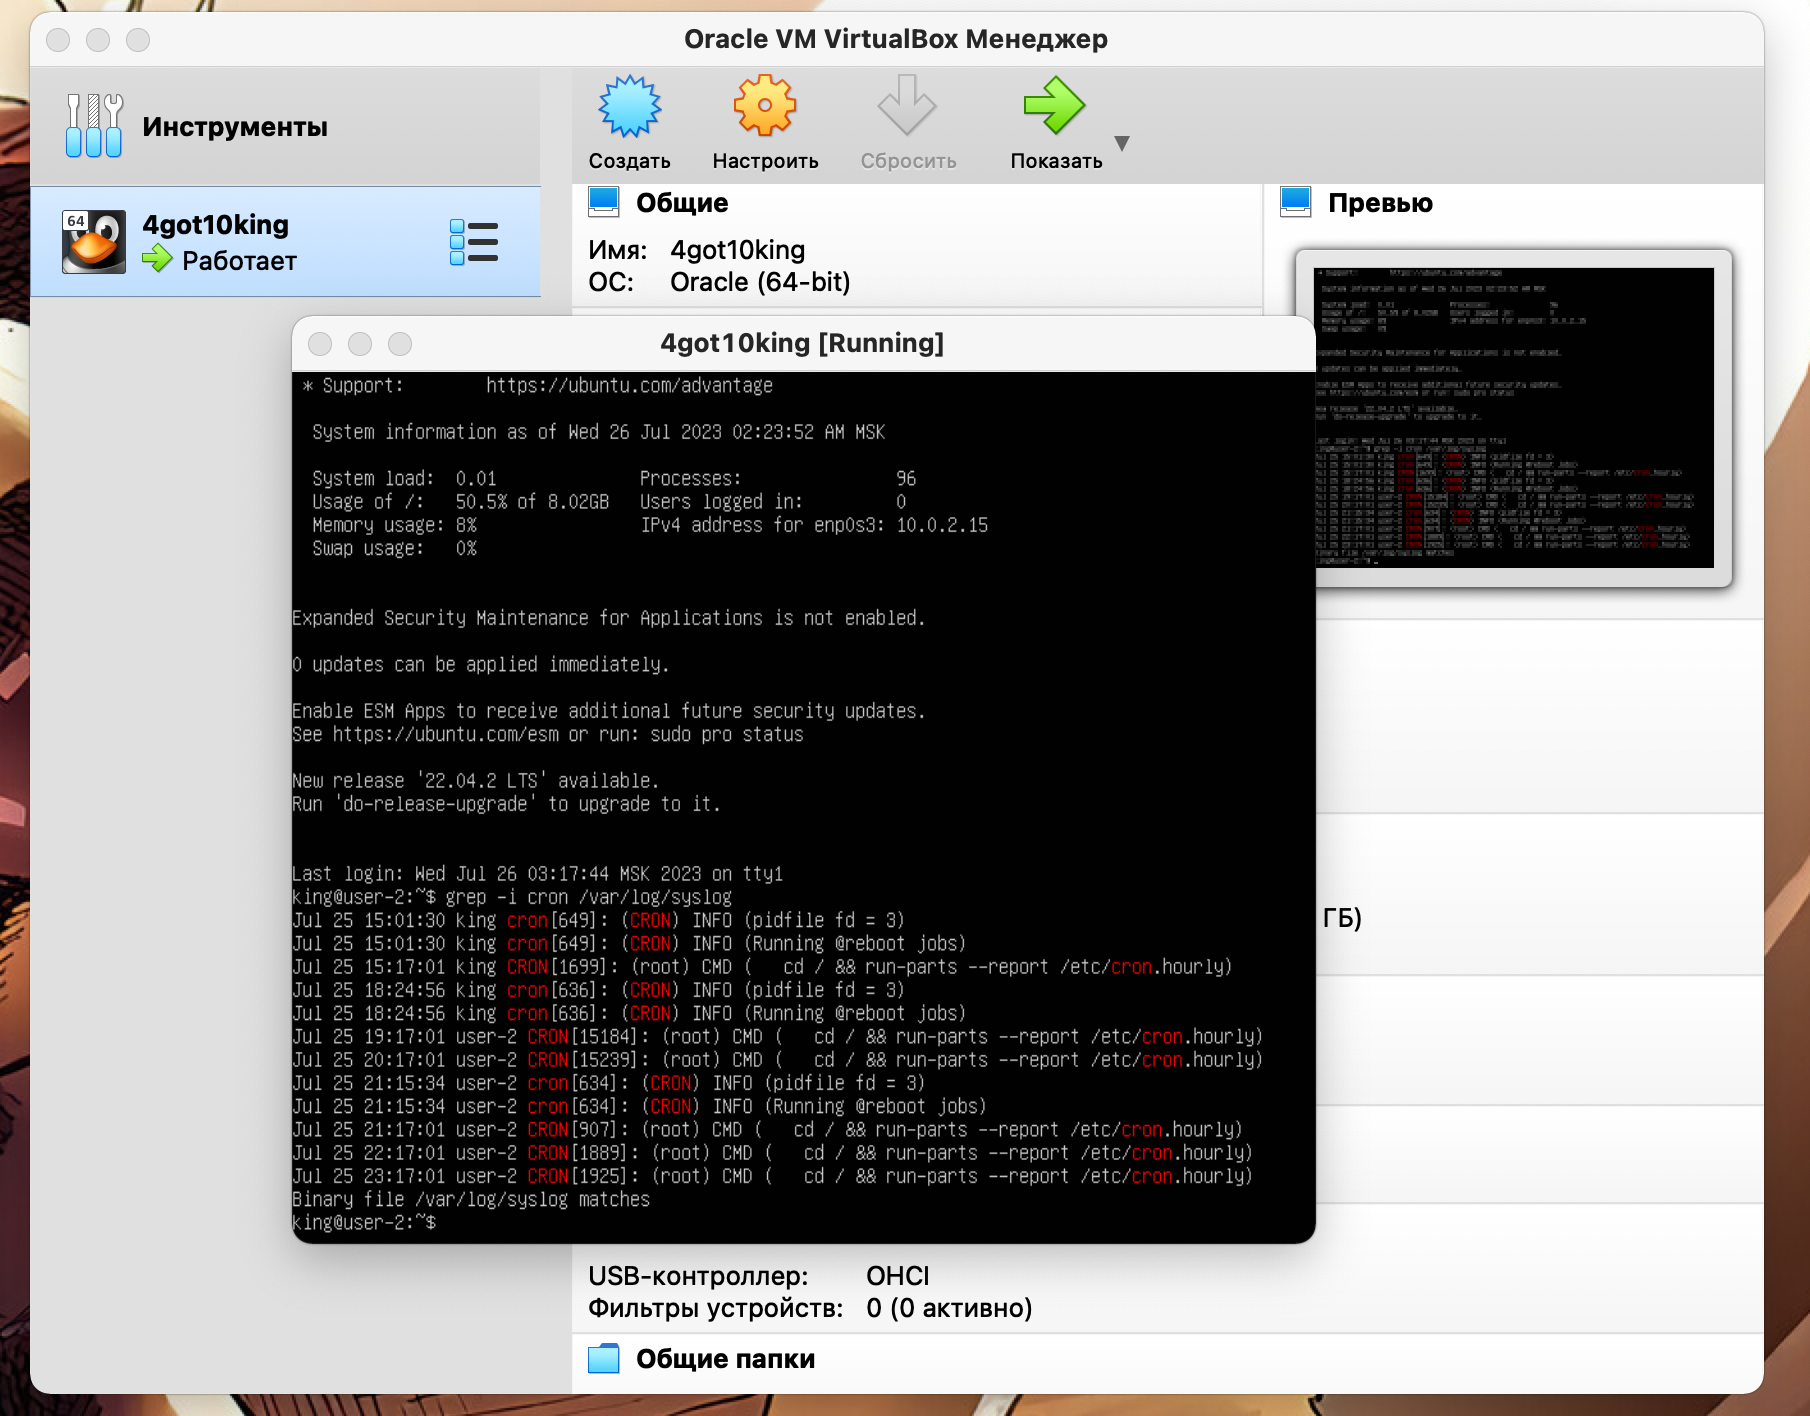 Oracle VM VirtualBox Менеджер
Инструменты
Создать
Настроить
Сбросить
Показать
64
4got10king
Работает
Общие
Имя: 4got10king
ОС: Oracle (64-bit)
Превью
4got10king [Running]
* Support: https://ubuntu.com/advantage
System information as of Wed 26 Jul 2023 02:23:52 AM MSK
System load: 0.01 Processes: 96
Usage of /: 50.5% of 8.02GB Users logged in: 0
Memory usage: 8% IPv4 address for enp0s3: 10.0.2.15
Swap usage: 0%
Expanded Security Maintenance for Applications is not enabled.
0 updates can be applied immediately.
Enable ESM Apps to receive additional future security updates.
See https://ubuntu.com/esm or run: sudo pro status
New release '22.04.2 LTS' available.
Run 'do-release-upgrade' to upgrade to it.
Last login: Wed Jul 26 03:17:44 MSK 2023 on tty1
king@user-2:~$ grep -i cron /var/log/syslog
Jul 25 15:01:30 king cron[649]: (CRON) INFO (pidfile fd = 3)
Jul 25 15:01:30 king cron[649]: (CRON) INFO (Running @reboot jobs)
Jul 25 15:17:01 king CRON[1699]: (root) CMD (   cd / && run-parts --report /etc/cron.hourly)
Jul 25 18:24:56 king cron[636]: (CRON) INFO (pidfile fd = 3)
Jul 25 18:24:56 king cron[636]: (CRON) INFO (Running @reboot jobs)
Jul 25 19:17:01 user-2 CRON[15184]: (root) CMD (   cd / && run-parts --report /etc/cron.hourly)
Jul 25 20:17:01 user-2 CRON[15239]: (root) CMD (   cd / && run-parts --report /etc/cron.hourly)
Jul 25 21:15:34 user-2 cron[634]: (CRON) INFO (pidfile fd = 3)
Jul 25 21:15:34 user-2 cron[634]: (CRON) INFO (Running @reboot jobs)
Jul 25 21:17:01 user-2 CRON[907]: (root) CMD (   cd / && run-parts --report /etc/cron.hourly)
Jul 25 22:17:01 user-2 CRON[1889]: (root) CMD (   cd / && run-parts --report /etc/cron.hourly)
Jul 25 23:17:01 user-2 CRON[1925]: (root) CMD (   cd / && run-parts --report /etc/cron.hourly)
Binary file /var/log/syslog matches
king@user-2:~$
ГБ)
USB-контроллер: OHCI
Фильтры устройств: 0 (0 активно)
Общие папки